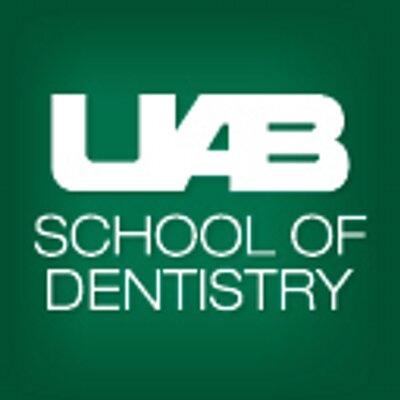 UAB
SCHOOL OF
DENTISTRY